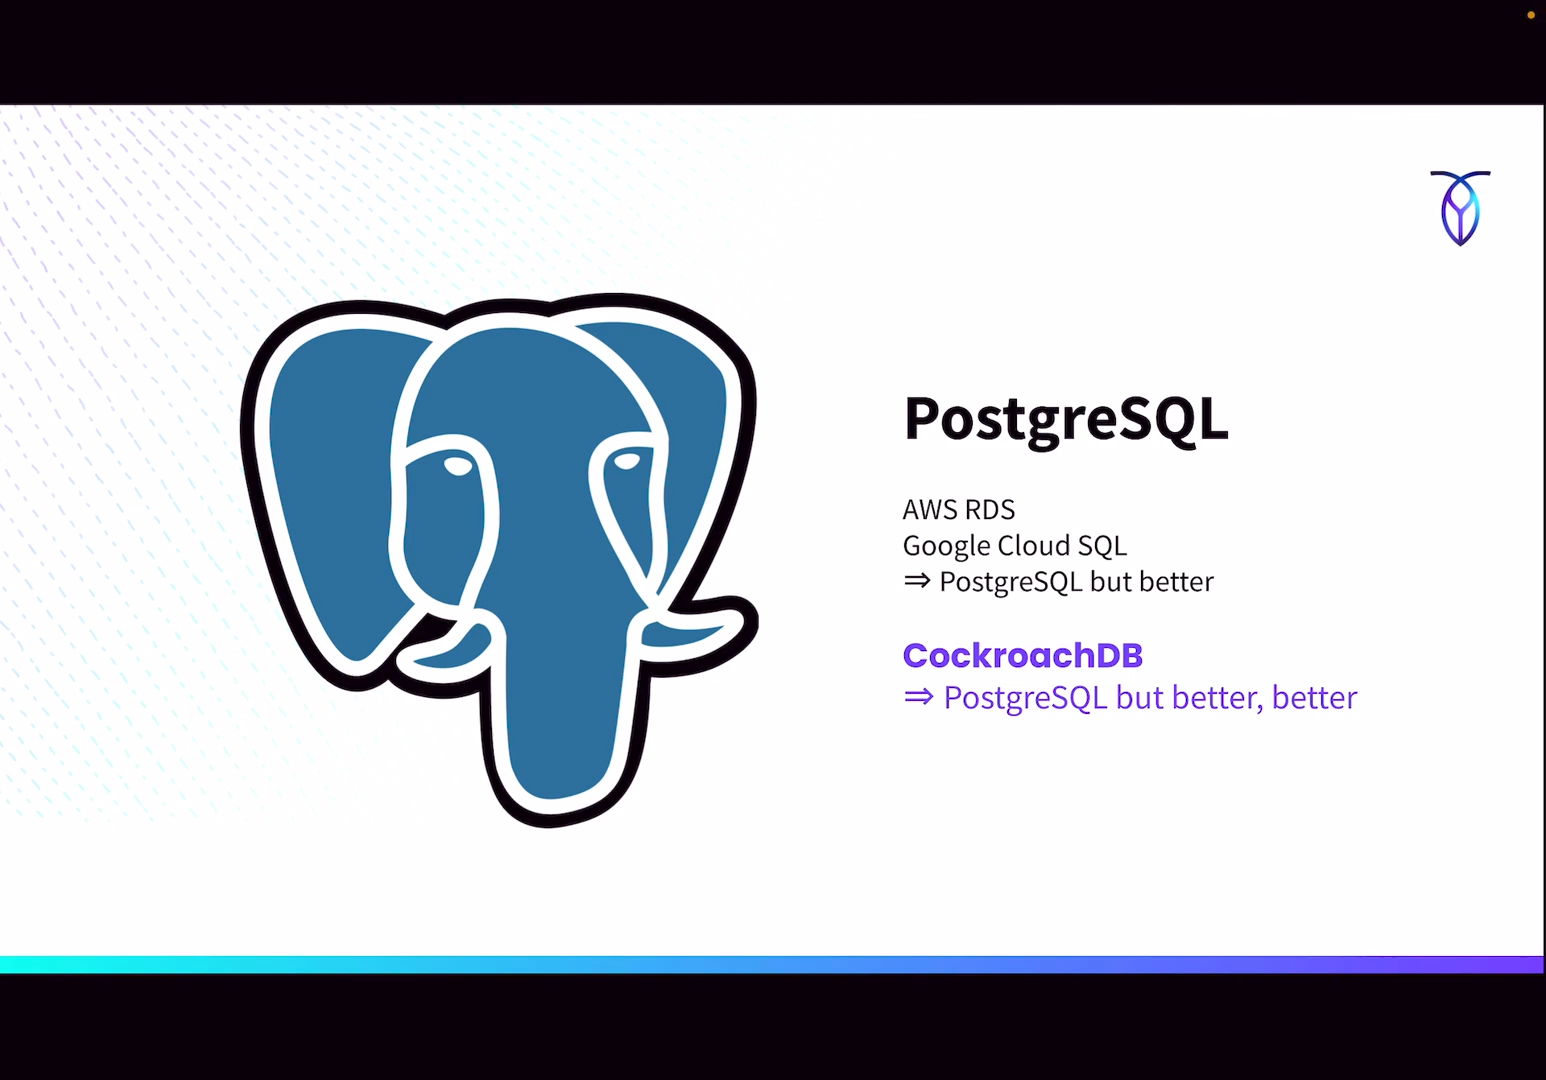 PostgreSQL
AWS RDS
Google Cloud SQL
⇒ PostgreSQL but better
CockroachDB
⇒ PostgreSQL but better, better